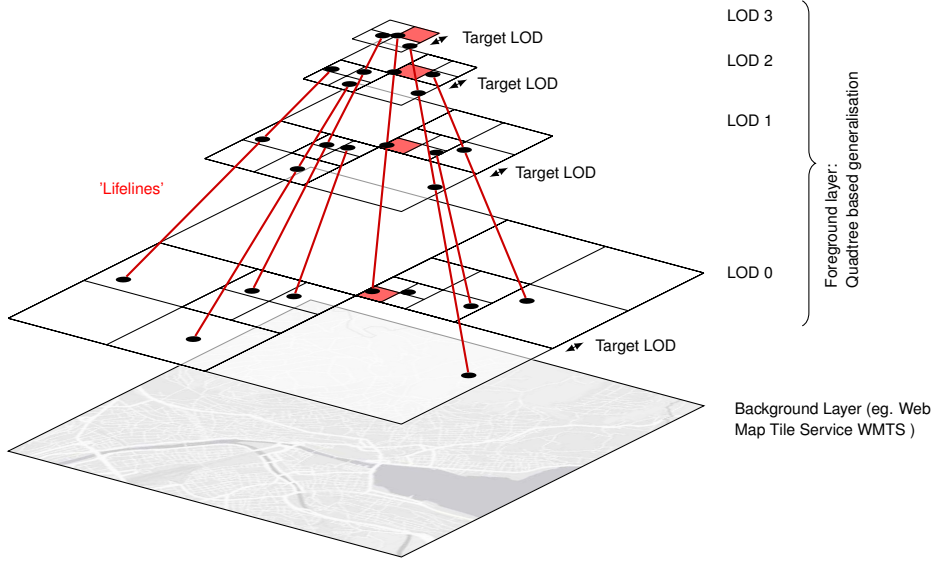 LOD 3
Target LOD
LOD 2
Target LOD
LOD 1
Target LOD
'Lifelines'
LOD 0
Target LOD
Foreground layer::
Quadtree based generalisation
Background Layer (eg. Web
Map Tile Service WMTS )